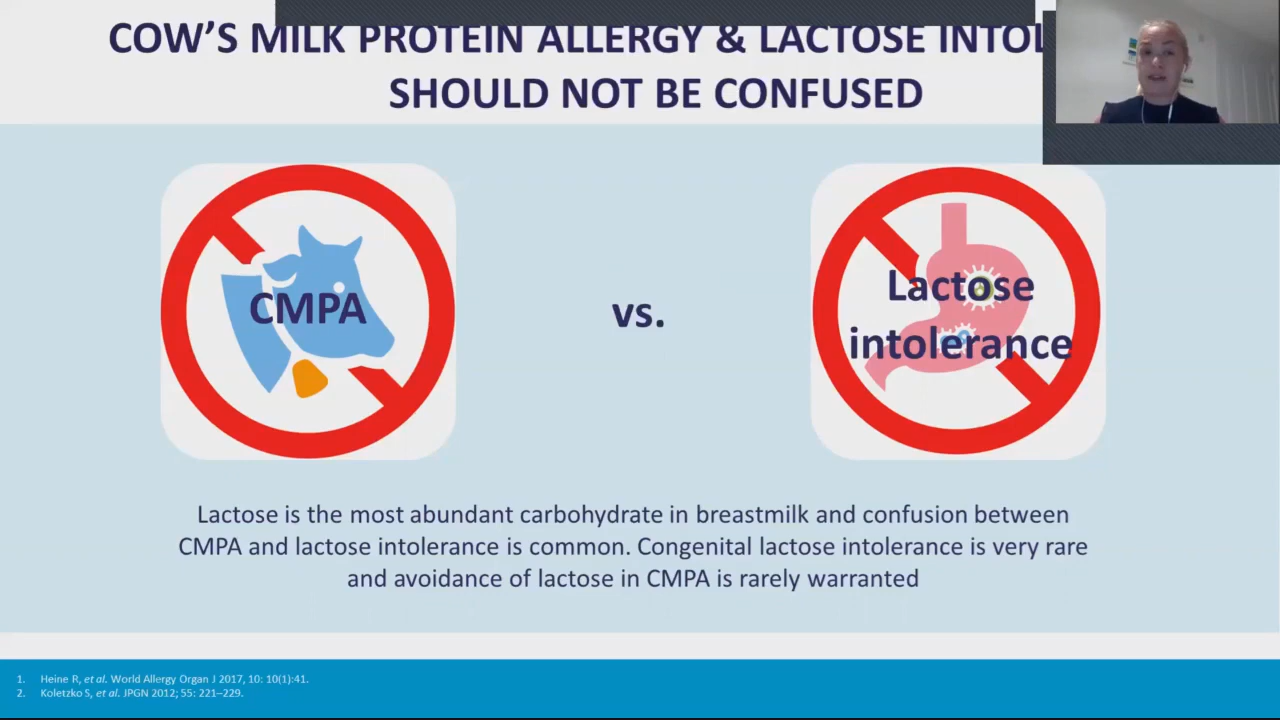 COW'S MILK PROTEIN ALLERGY & LACTOSE INTOL
SHOULD NOT BE CONFUSED
CMPA
vs.
Lactose
intolerance
Lactose is the most abundant carbohydrate in breastmilk and confusion between
CMPA and lactose intolerance is common. Congenital lactose intolerance is very rare
and avoidance of lactose in CMPA is rarely warranted
1. Heine R, et al. World Allergy Organ J 2017, 10: 10(1):41.
2. Koletzko S, et al. JPGN 2012; 55: 221–229.